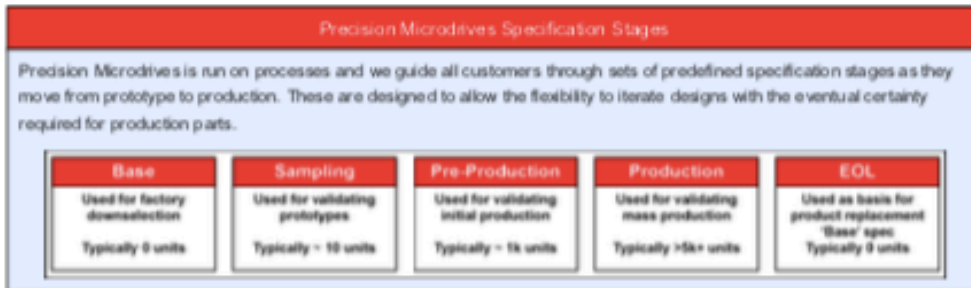 Precision Microdrives Specification Stages
Precision Microdrives is run on processes and we guide all customers through sets of predefined specification stages as they
move from prototype to production. These are designed to allow the flexibility to iterate designs with the eventual certainty
required for production parts.
Base
Used for factory
downselection
Typically 0 units
Sampling
Used for validating
prototypes
Typically ~ 10 units
Pre-Production
Used for validating
initial production
Typically ~ 1k units
Production
Used for validating
mass production
Typically >5k+ units
EOL
Used as basis for
product replacement
'Base' spec
Typically 0 units